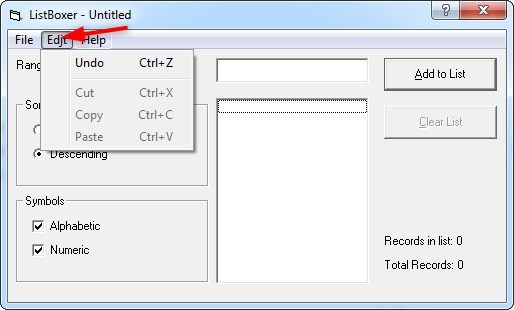 ListBoxer - Untitled
File Edit Help
Undo Ctrl+Z
Cut Ctrl+X
Copy Ctrl+C
Paste Ctrl+V
Rang
Sor
Descending
Symbols
Alphabetic
Numeric
Add to List
Clear List
Records in list: 0
Total Records: 0